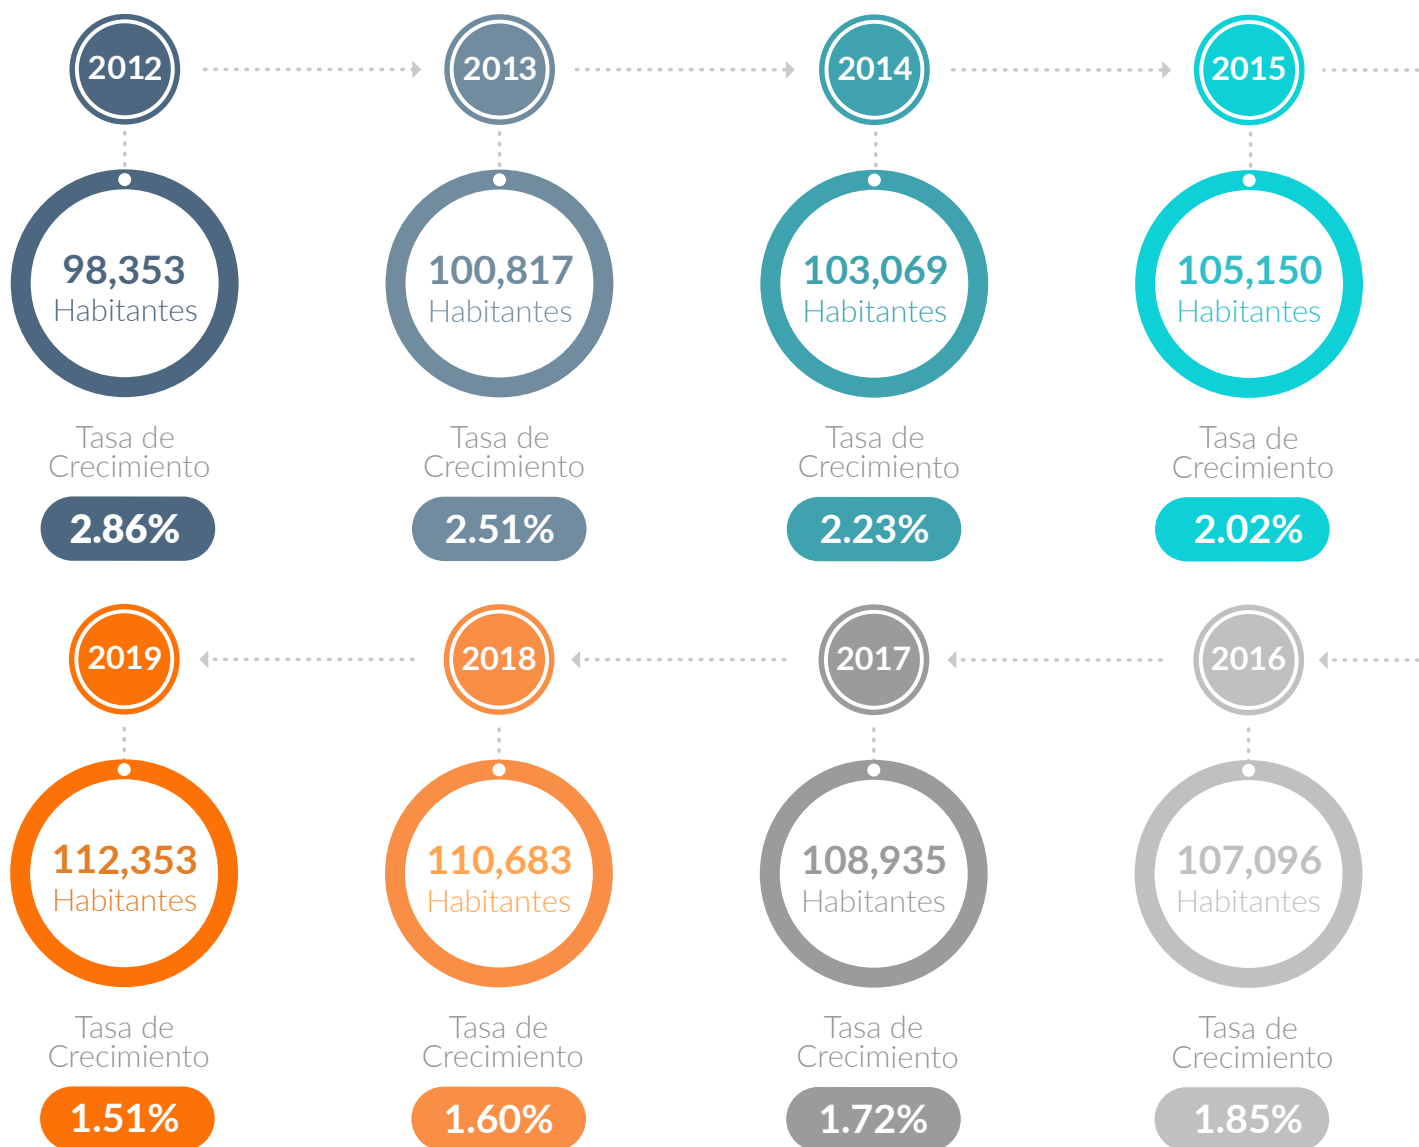 2012
2013
2014
2015
98,353
Habitantes
100,817
Habitantes
103,069
Habitantes
105,150
Habitantes
Tasa de
Crecimiento
2.86%
Tasa de
Crecimiento
2.51%
Tasa de
Crecimiento
2.23%
Tasa de
Crecimiento
2.02%
2019
2018
2017
2016
112,353
Habitantes
110,683
Habitantes
108,935
Habitantes
107,096
Habitantes
Tasa de
Crecimiento
1.51%
Tasa de
Crecimiento
1.60%
Tasa de
Crecimiento
1.72%
Tasa de
Crecimiento
1.85%